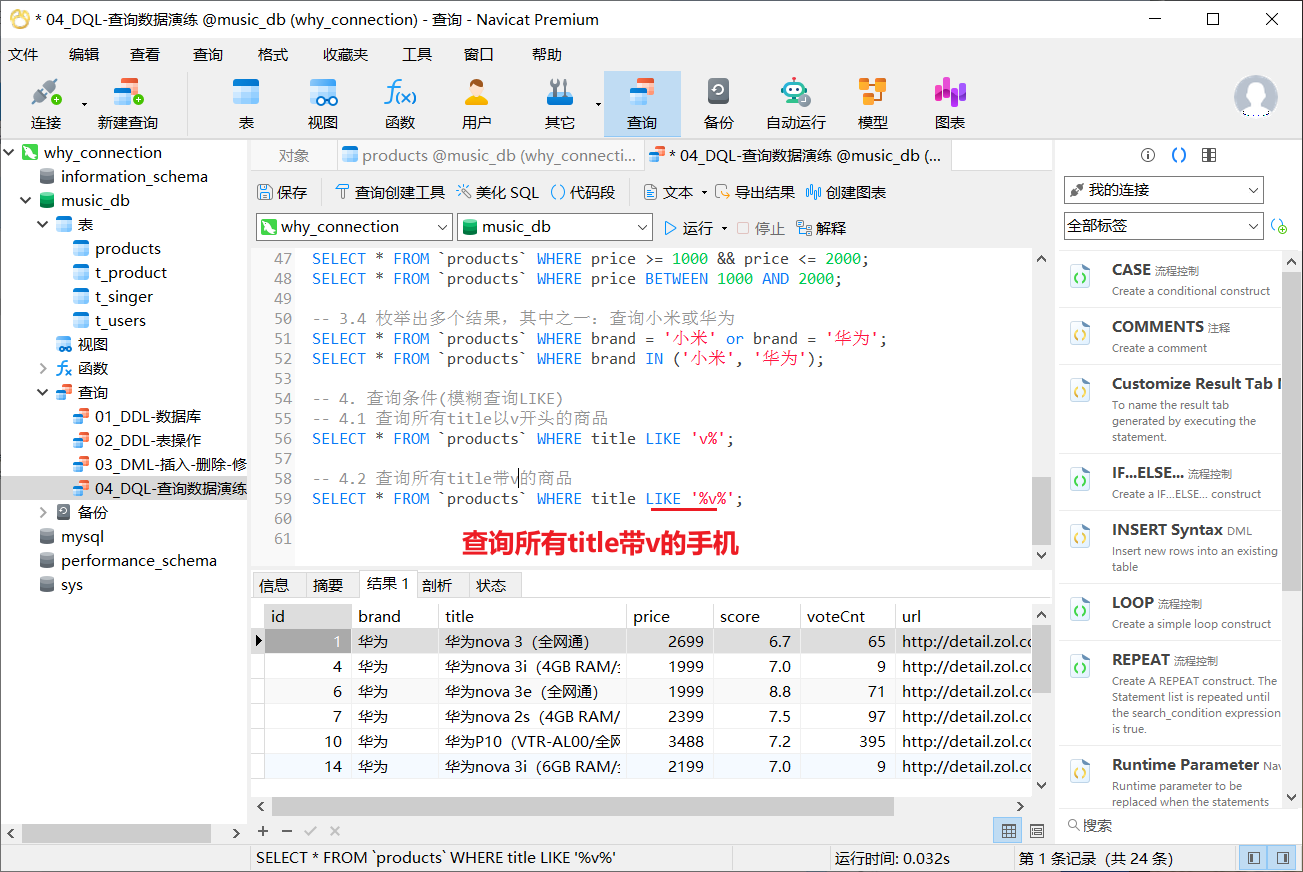 * 04_DQL-查询数据演练 @music_db (why_connection) - 查询 - Navicat Premium
文件 编辑 查看 查询 格式 收藏夹 工具 窗口 帮助
连接 新建查询 表 视图 函数 用户 其它 查询 备份 自动运行 模型 图表
why_connection
information_schema
music_db
表
products
t_product
t_singer
t_users
视图
函数
查询
01_DDL-数据库
02_DDL-表操作
03_DML-插入-删除-修
04_DQL-查询数据演练
备份
mysql
performance_schema
sys
对象 products @music_db (why_connecti... * 04_DQL-查询数据演练 @music_db (...
保存 查询创建工具 美化 SQL () 代码段 文本 导出结果 创建图表
why_connection music_db 运行 停止 解释
47 SELECT * FROM `products` WHERE price >= 1000 && price <= 2000;
48 SELECT * FROM `products` WHERE price BETWEEN 1000 AND 2000;
49
50 -- 3.4 枚举出多个结果，其中之一：查询小米或华为
51 SELECT * FROM `products` WHERE brand = '小米' or brand = '华为';
52 SELECT * FROM `products` WHERE brand IN ('小米', '华为');
53
54 -- 4. 查询条件(模糊查询LIKE)
55 -- 4.1 查询所有title以v开头的商品
56 SELECT * FROM `products` WHERE title LIKE 'v%';
57
58 -- 4.2 查询所有title带v的商品
59 SELECT * FROM `products` WHERE title LIKE '%v%';
60
61
查询所有title带v的手机
信息 摘要 结果 1 剖析 状态
id brand title price score voteCnt url
1 华为 华为nova 3（全网通） 2699 6.7 65 http://detail.zol.cc
4 华为 华为nova 3i（4GB RAM/全 1999 7.0 9 http://detail.zol.cc
6 华为 华为nova 3e（全网通） 1999 8.8 71 http://detail.zol.cc
7 华为 华为nova 2s（4GB RAM/ 2399 7.5 97 http://detail.zol.cc
10 华为 华为P10（VTR-AL00/全网 3488 7.2 395 http://detail.zol.cc
14 华为 华为nova 3i（6GB RAM/全 2199 7.0 9 http://detail.zol.cc
SELECT * FROM `products` WHERE title LIKE '%v%' 运行时间: 0.032s 第 1 条记录（共 24 条）
我的连接
全部标签
CASE 流程控制
Create a conditional construct
COMMENTS 注释
Create a comment
Customize Result Tab N
To name the result tab
generated by executing the
statement.
IF...ELSE... 流程控制
Create a IF...ELSE... construct
INSERT Syntax DML
Insert new rows into an existing
table
LOOP 流程控制
Create a simple loop construct
REPEAT 流程控制
Create A REPEAT construct. The
Statement list is repeated until
the search_condition expression
is true.
Runtime Parameter Nav
Runtime parameter to be
replaced when the statements
搜索